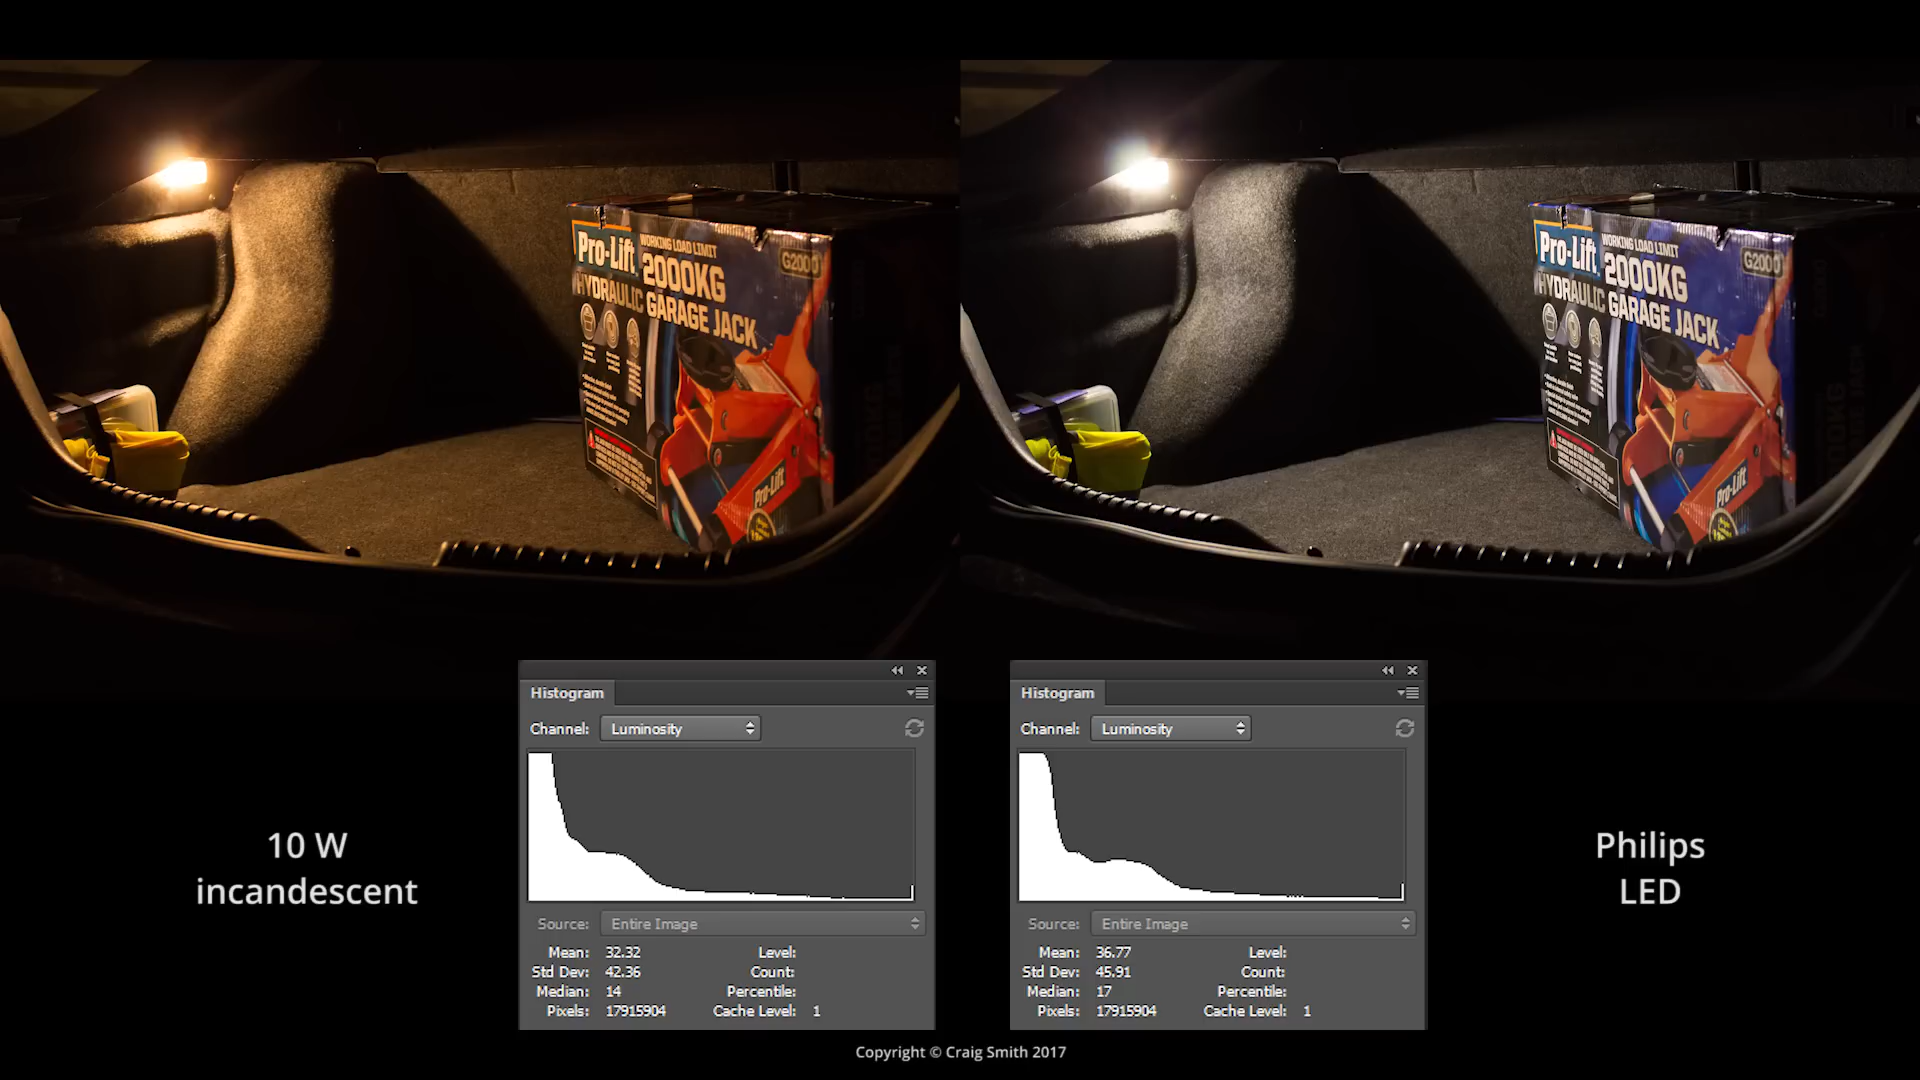 Pro-Lift
WORKING LOAD LIMIT
2000KG
G2000
HYDRAULIC GARAGE JACK
Pro-Lift
Pro-Lift
WORKING LOAD LIMIT
2000KG
G2000
HYDRAULIC GARAGE JACK
Pro-Lift
Histogram
Channel: Luminosity
Source: Entire Image
Mean: 32.32 Level:
Std Dev: 42.36 Count:
Median: 14 Percentile:
Pixels: 17915904 Cache Level: 1
Histogram
Channel: Luminosity
Source: Entire Image
Mean: 36.77 Level:
Std Dev: 45.91 Count:
Median: 17 Percentile:
Pixels: 17915904 Cache Level: 1
10 W
incandescent
Philips
LED
Copyright © Craig Smith 2017